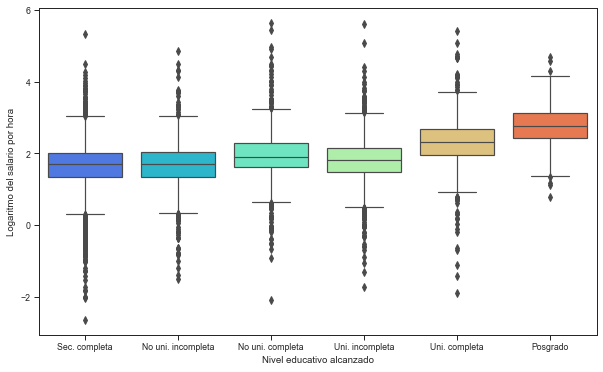 Logaritmo del salario por hora
6
4
2
0
−2
Sec. completa
No uni. incompleta
No uni. completa
Uni. incompleta
Uni. completa
Posgrado
Nivel educativo alcanzado